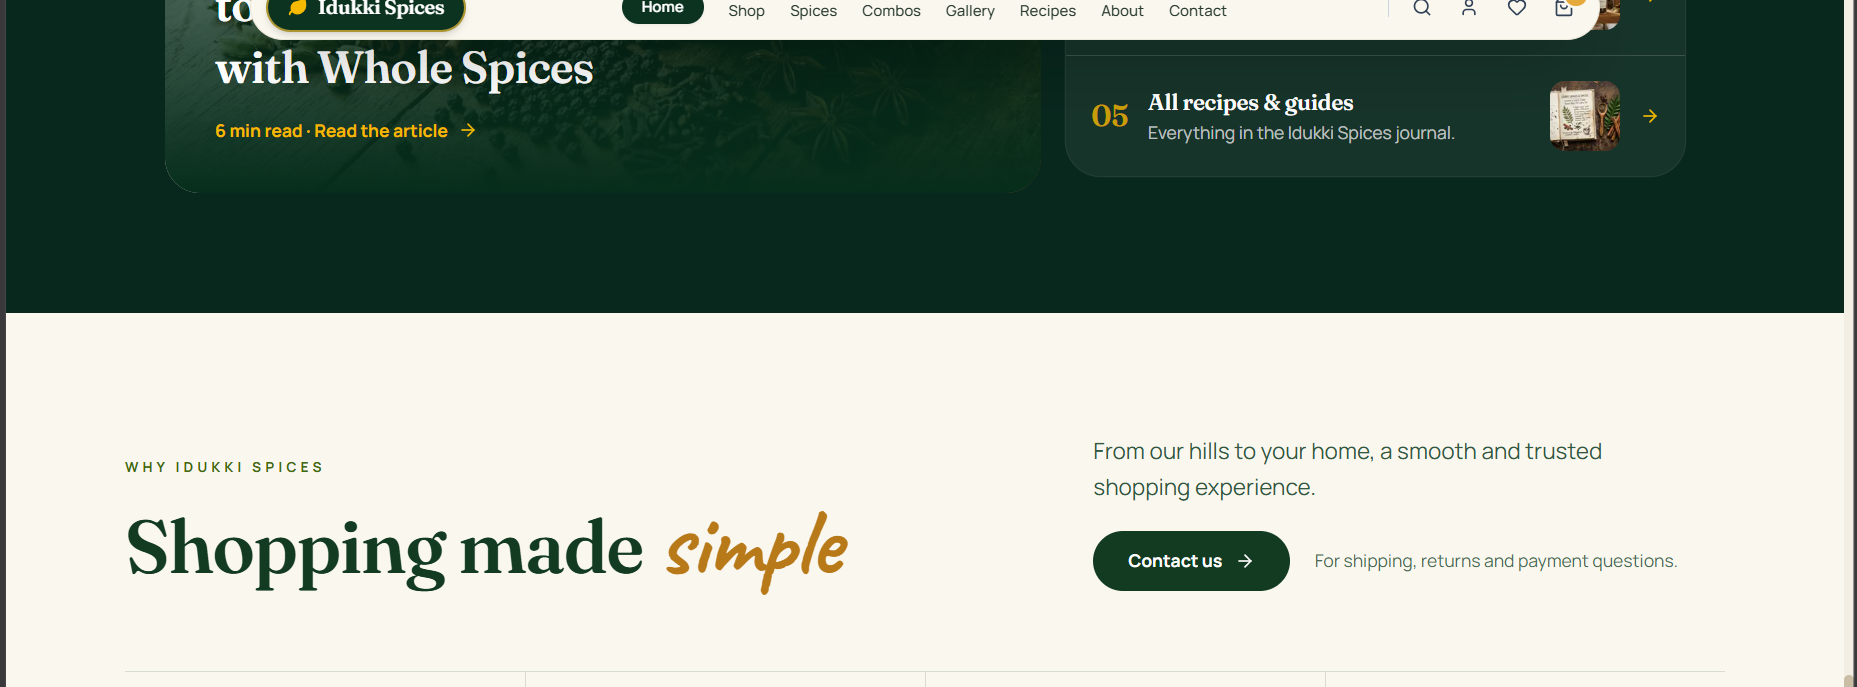 to
Idukki Spices
Home
Shop
Spices
Combos
Gallery
Recipes
About
Contact
with Whole Spices
6 min read · Read the article
05
All recipes & guides
Everything in the Idukki Spices journal.
WHY IDUKKI SPICES
Shopping made simple
From our hills to your home, a smooth and trusted
shopping experience.
Contact us
For shipping, returns and payment questions.